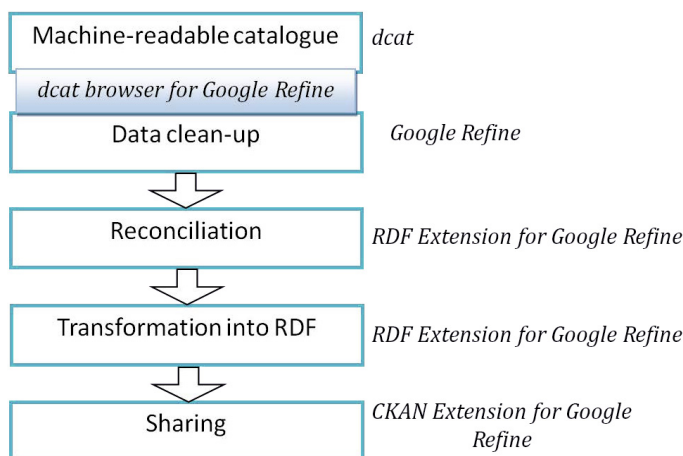 Machine-readable catalogue
dcat
dcat browser for Google Refine
Data clean-up
Google Refine
Reconciliation
RDF Extension for Google Refine
Transformation into RDF
RDF Extension for Google Refine
Sharing
CKAN Extension for Google
Refine